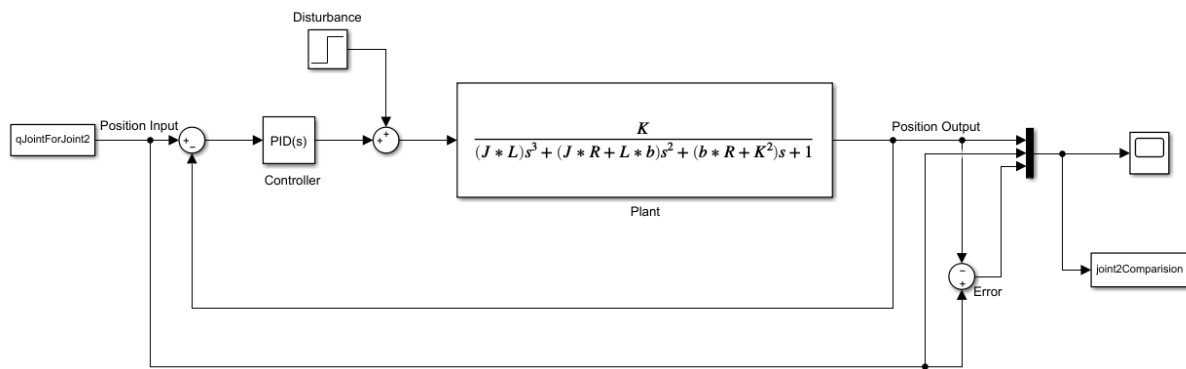 Disturbance
qJointForJoint2
Position Input
+
−
PID(s)
Controller
+
+
K
(J * L)s³ + (J * R + L * b)s² + (b * R + K²)s + 1
Plant
Position Output
−
+
Error
joint2Comparision